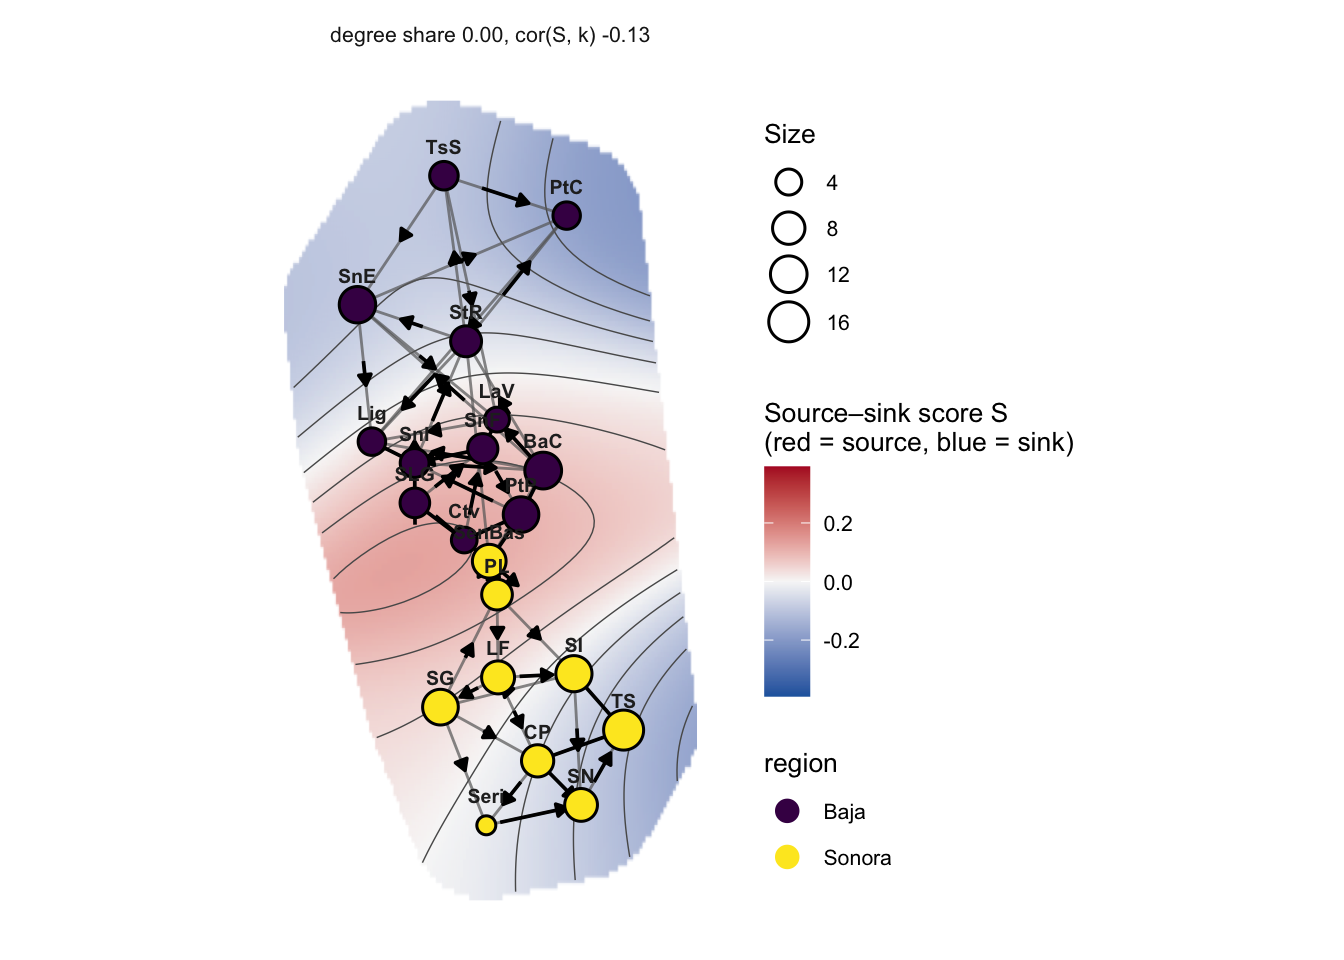 degree share 0.00, cor(S, k) -0.13
TsS
PtC
SnE
StR
LaV
Lig
SnI
BaC
Ctv
PL
LF
SI
SG
TS
CP
SN
Seri
Size
4
8
12
16
Source–sink score S
(red = source, blue = sink)
0.2
0.0
-0.2
region
Baja
Sonora